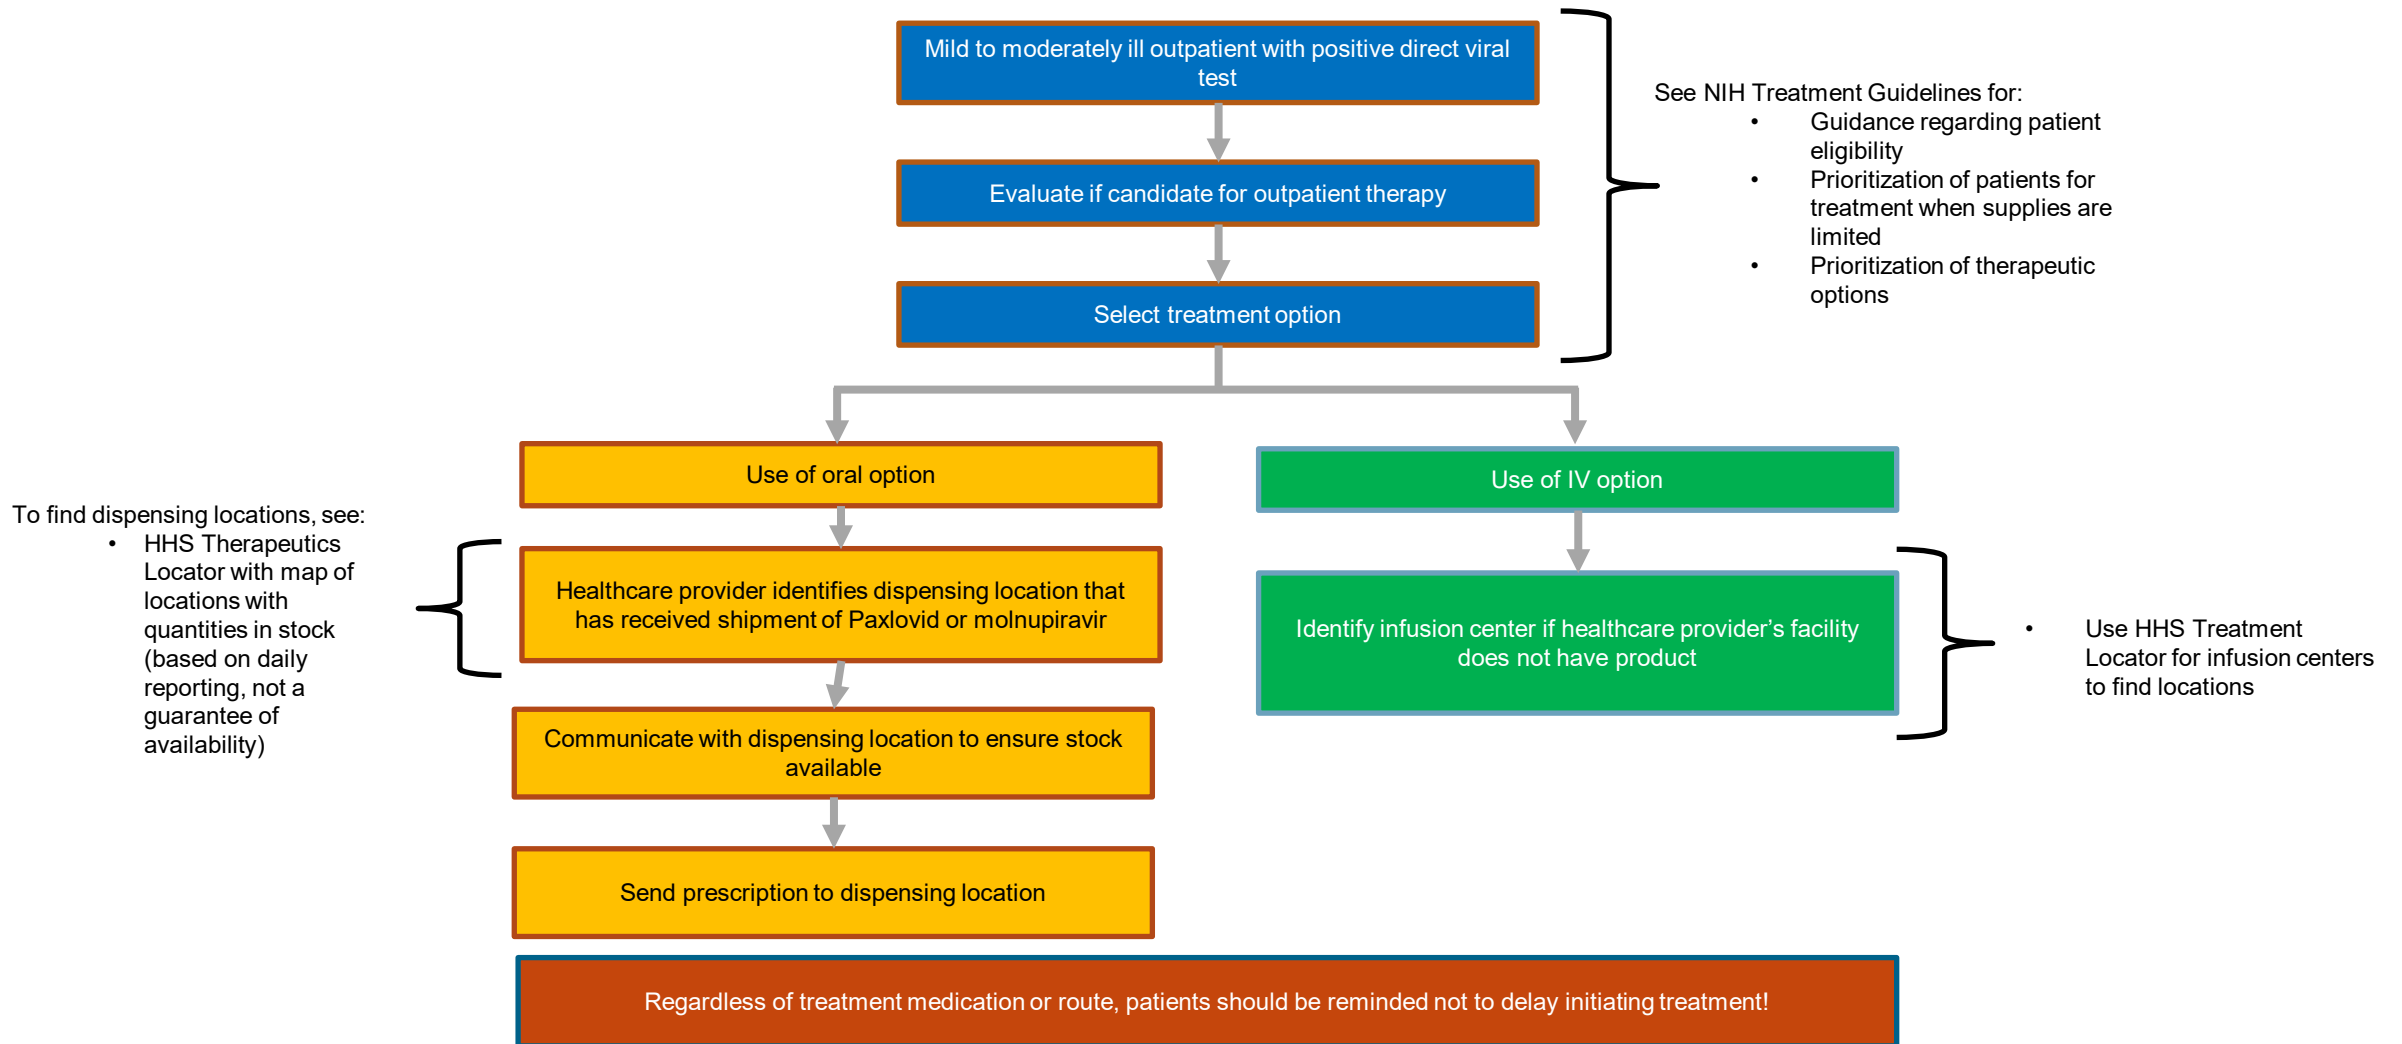 Mild to moderately ill outpatient with positive direct viral
test
See NIH Treatment Guidelines for:
• Guidance regarding patient
eligibility
• Prioritization of patients for
treatment when supplies are
limited
• Prioritization of therapeutic
options
Evaluate if candidate for outpatient therapy
Select treatment option
Use of oral option
Use of IV option
To find dispensing locations, see:
• HHS Therapeutics
Locator with map of
locations with
quantities in stock
(based on daily
reporting, not a
guarantee of
availability)
Healthcare provider identifies dispensing location that
has received shipment of Paxlovid or molnupiravir
Identify infusion center if healthcare provider’s facility
does not have product
• Use HHS Treatment
Locator for infusion centers
to find locations
Communicate with dispensing location to ensure stock
available
Send prescription to dispensing location
Regardless of treatment medication or route, patients should be reminded not to delay initiating treatment!